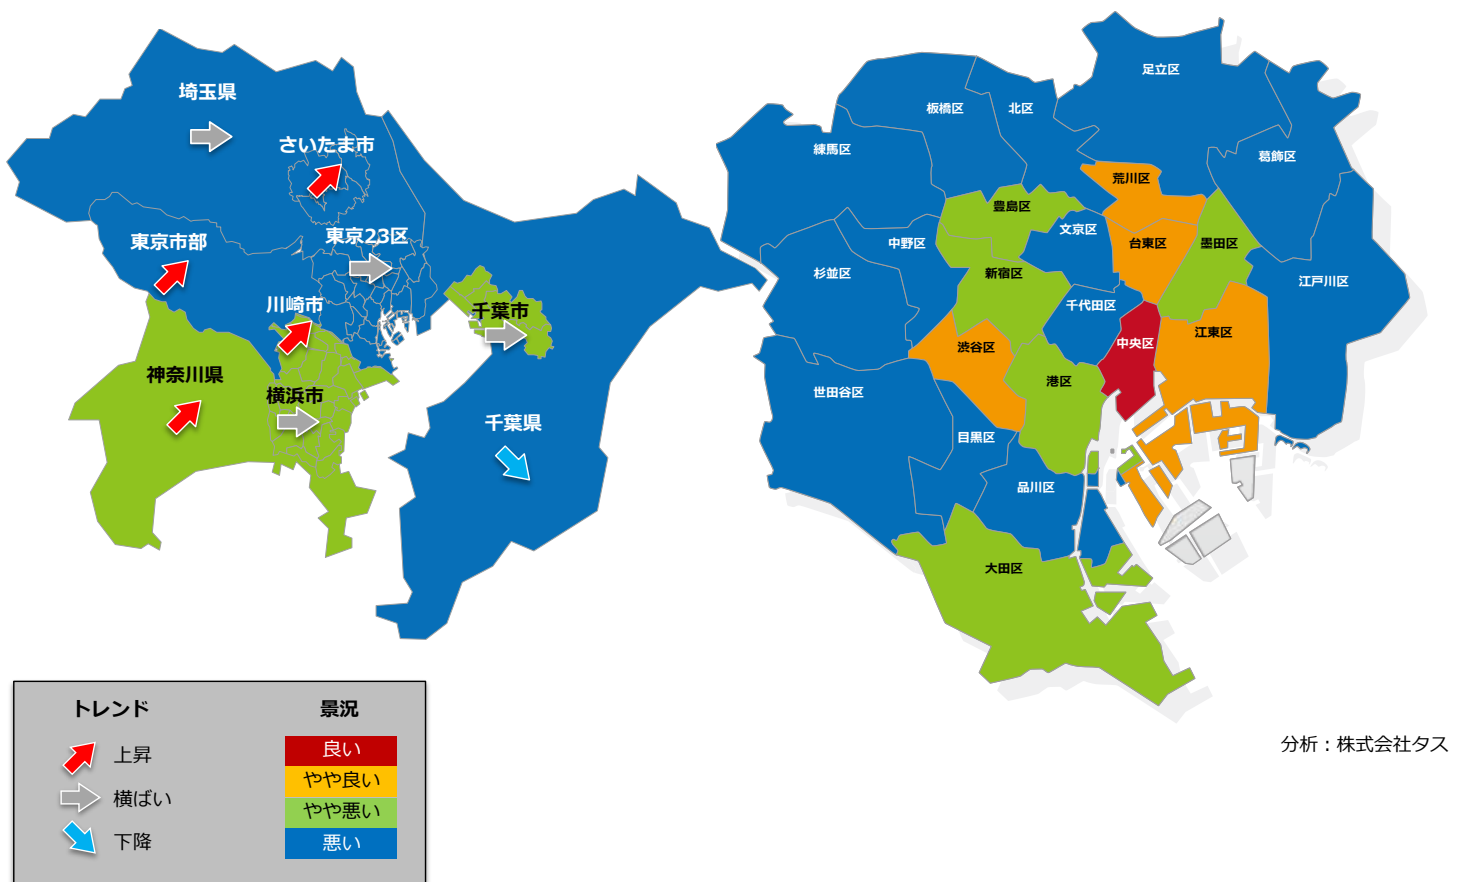 埼玉県
さいたま市
東京市部
東京23区
川崎市
千葉市
神奈川県
横浜市
千葉県
足立区
板橋区
北区
練馬区
葛飾区
荒川区
豊島区
文京区
中野区
台東区
墨田区
杉並区
新宿区
江戸川区
千代田区
江東区
中央区
渋谷区
港区
世田谷区
目黒区
品川区
大田区
トレンド
景況
上昇
横ばい
下降
良い
やや良い
やや悪い
悪い
分析：株式会社タス